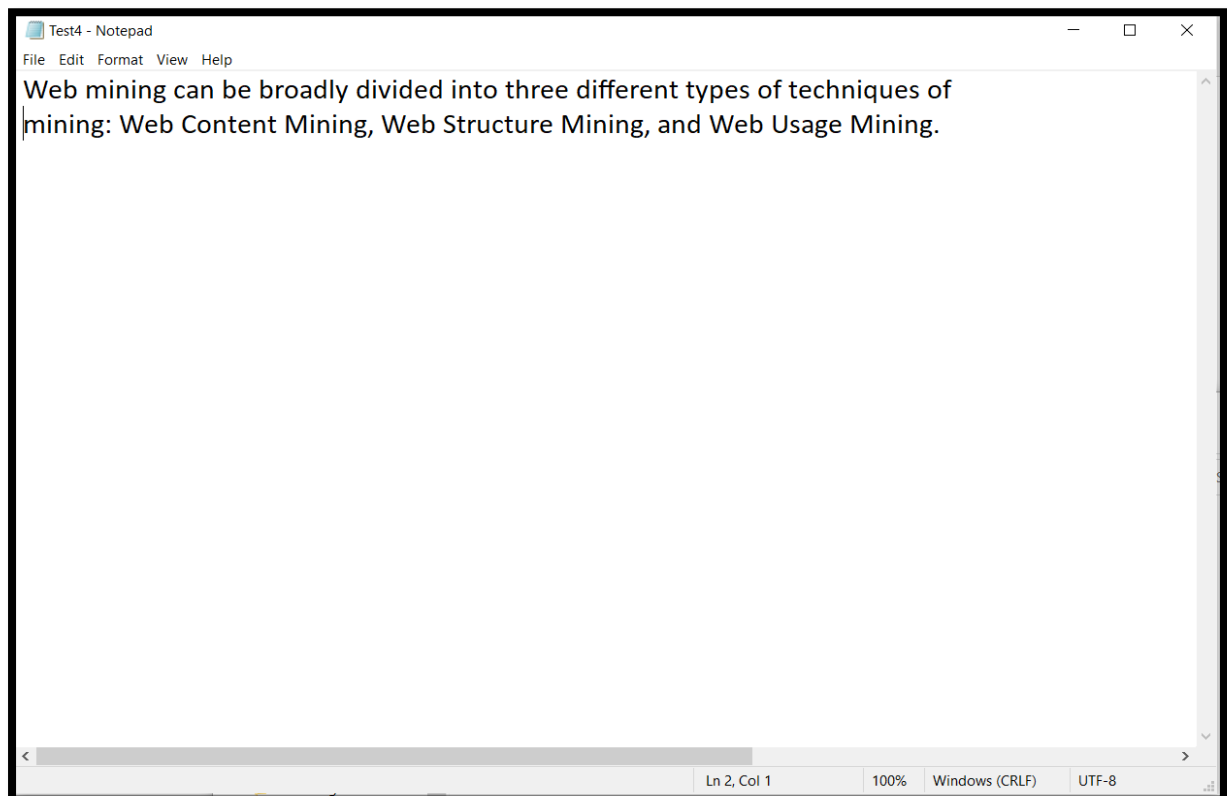 Test4 - Notepad
File Edit Format View Help
Web mining can be broadly divided into three different types of techniques of
mining: Web Content Mining, Web Structure Mining, and Web Usage Mining.
Ln 2, Col 1 100% Windows (CRLF) UTF-8